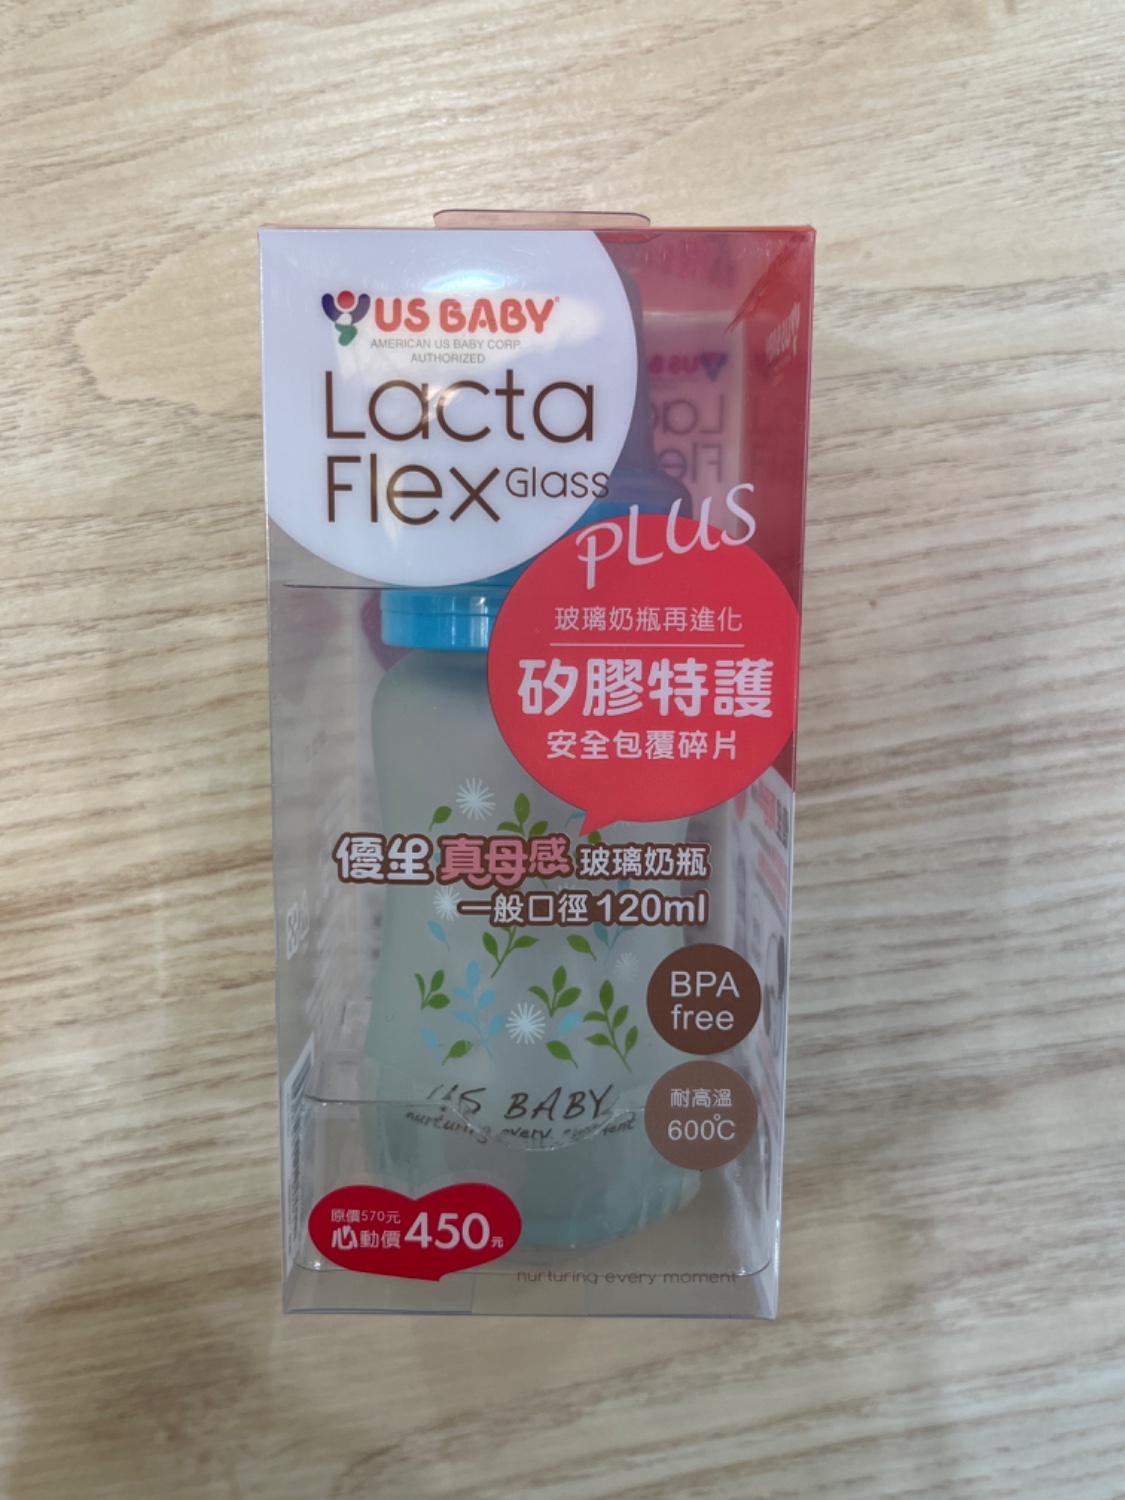 US BABY®
AMERICAN US BABY CORP.
AUTHORIZED
Lacta
Flex Glass
PLUS
玻璃奶瓶再進化
矽膠特護
安全包覆碎片
優生 真母感 玻璃奶瓶
一般口徑 120ml
BPA
free
US BABY
nurturing every moment
耐高溫
600℃
原價570元
心動價 450元
nurturing every moment